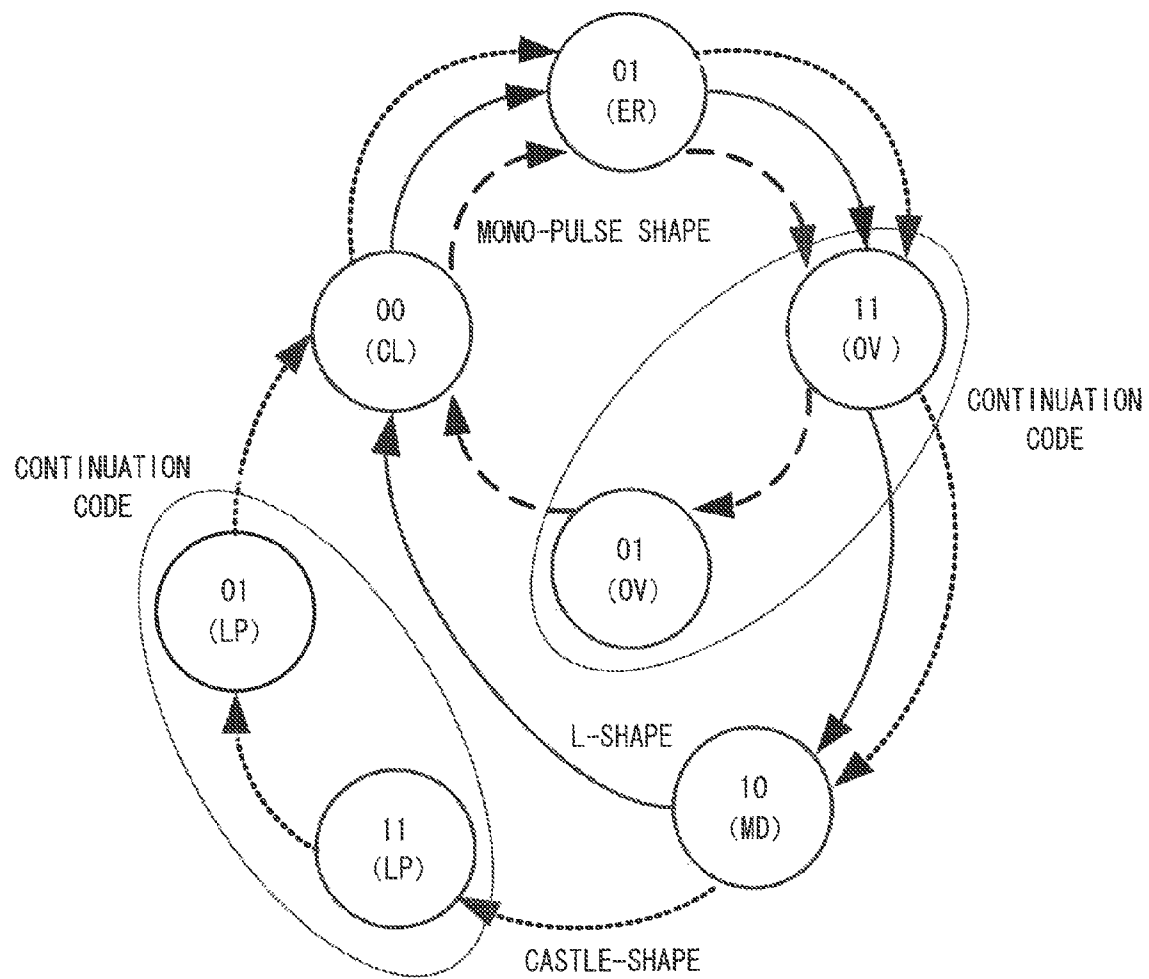 01
(ER)
MONO-PULSE SHAPE
00
(CL)
11
(OV)
CONTINUATION
CODE
CONTINUATION
CODE
01
(OV)
01
(LP)
L-SHAPE
10
(MD)
11
(LP)
CASTLE-SHAPE